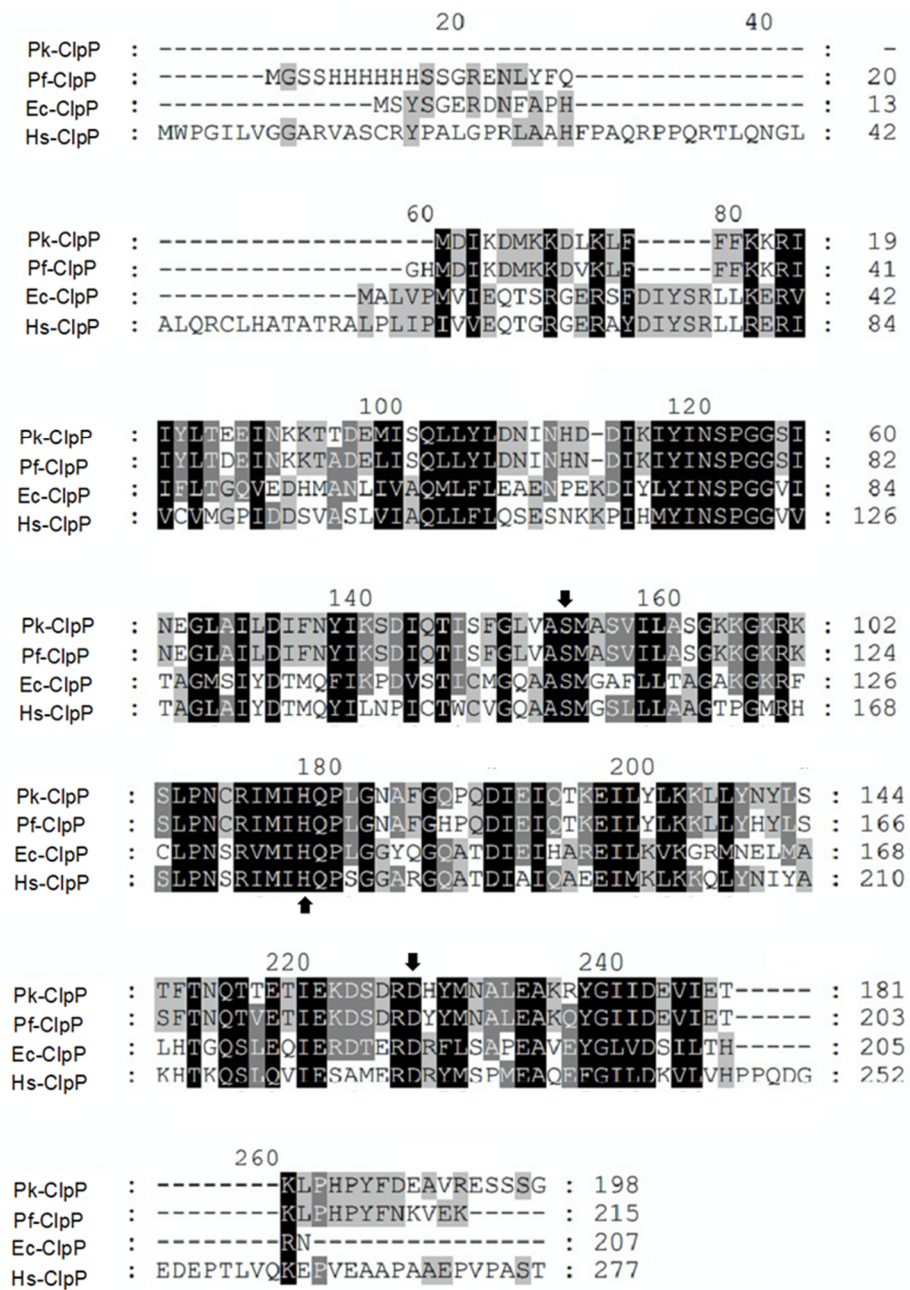 20 40
Pk-ClpP : ------------------------------------------ : -
Pf-ClpP : -------MGSSHHHHHHSSGRENLYFQ--------------- : 20
Ec-ClpP : --------------MSYSGERDNFAPH--------------- : 13
Hs-ClpP : MWPGILVGGARVASCRYPALGPRLAAHFPAQRPPQRTLQNGL : 42
60 80
Pk-ClpP : ------------------MDIKDMKKDLKLF-----FFKKRI : 19
Pf-ClpP : ----------------GHMDIKDMKKDVKLF-----FFKKRI : 41
Ec-ClpP : -------------MALVPMVIEQTSRGERSFDIYSRLLKERV : 42
Hs-ClpP : ALQRCLHATATRALPLIPIVVEQTGRGERAYDIYSRLLRERI : 84
100 120
Pk-ClpP : IYLTEEINKKTTDEMISQLLYLDNINHD-DIKIYINSPGGSI : 60
Pf-ClpP : IYLTDEINKKTADELISQLLYLDNINHN-DIKIYINSPGGSI : 82
Ec-ClpP : IFLTGQVEDHMANLIVAQMLFLEAENPEKDIYLYINSPGGVI : 84
Hs-ClpP : VCVMGPIDDSVASLVIAQLLFLQSESNKKPIHMYINSPGGVV : 126
140 160
Pk-ClpP : NEGLAILDIFNYIKSDIQTISFGLVASMASVILASGKKGKRK : 102
Pf-ClpP : NEGLAILDIFNYIKSDIQTISFGLVASMASVILASGKKGKRK : 124
Ec-ClpP : TAGMSIYDTMQFIKPDVSTICMGQAASMGAFLLTAGAKGKRF : 126
Hs-ClpP : TAGLAIYDTMQYILNPICTWCVGQAASMGSLLLAAGTPGMRH : 168
180 200
Pk-ClpP : SLPNCRIMIHQPLGNAFGQPQDIEIQTKEILYLKKLLYNYLS : 144
Pf-ClpP : SLPNCRIMIHQPLGNAFGHPQDIEIQTKEILYLKKLLYHYLS : 166
Ec-ClpP : CLPNSRVMIHQPLGGYQGQATDIEIHAREILKVKGRMNELMA : 168
Hs-ClpP : SLPNSRIMIHQPSGGARGQATDIAIQAEEIMKLKKQLYNIYA : 210
220 240
Pk-ClpP : TFTNQTTETIEKDSDRDHYMNALEAKRYGIIDEVIET----- : 181
Pf-ClpP : SFTNQTVETIEKDSDRDYYMNALEAKQYGIIDEVIET----- : 203
Ec-ClpP : LHTGQSLEQIERDTERDRFLSAPEAVEYGLVDSILTH----- : 205
Hs-ClpP : KHTKQSLQVIESAMERDRYMSPMEAQEFGILDKVLVHPPQDG : 252
260
Pk-ClpP : --------KLPHPYFDEAVRESSSG : 198
Pf-ClpP : --------KLPHPYFNKVEK----- : 215
Ec-ClpP : --------RN--------------- : 207
Hs-ClpP : EDEPTLVQKEPVEAAPAAEPVPAST : 277